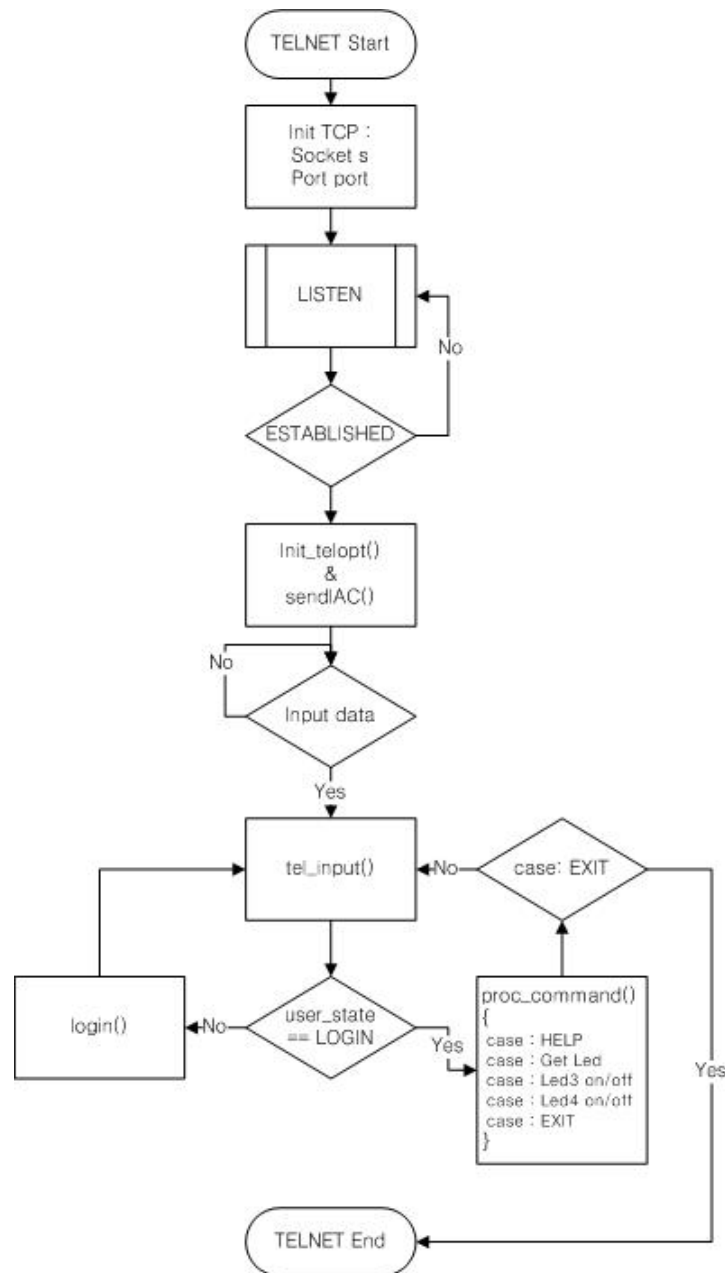 TELNET Start
Init TCP :
Socket s
Port port
LISTEN
No
ESTABLISHED
Init_telopt()
&
sendIAC()
No
Input data
Yes
tel_input()
No
case: EXIT
login()
No
user_state
== LOGIN
Yes
proc_command()
{
case : HELP
case : Get Led
case : Led3 on/off
case : Led4 on/off
case : EXIT
}
Yes
TELNET End